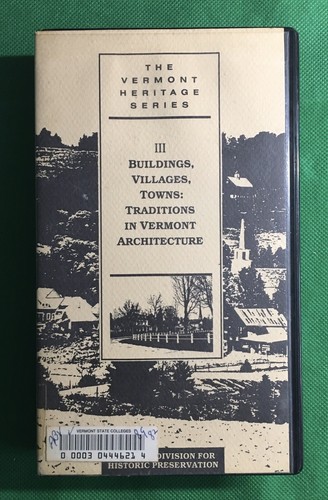 THE
VERMONT
HERITAGE
SERIES
III
BUILDINGS,
VILLAGES,
TOWNS:
TRADITIONS
IN VERMONT
ARCHITECTURE
VERMONT STATE COLLEGES
0 0003 0444621 4
DIVISION FOR
HISTORIC PRESERVATION